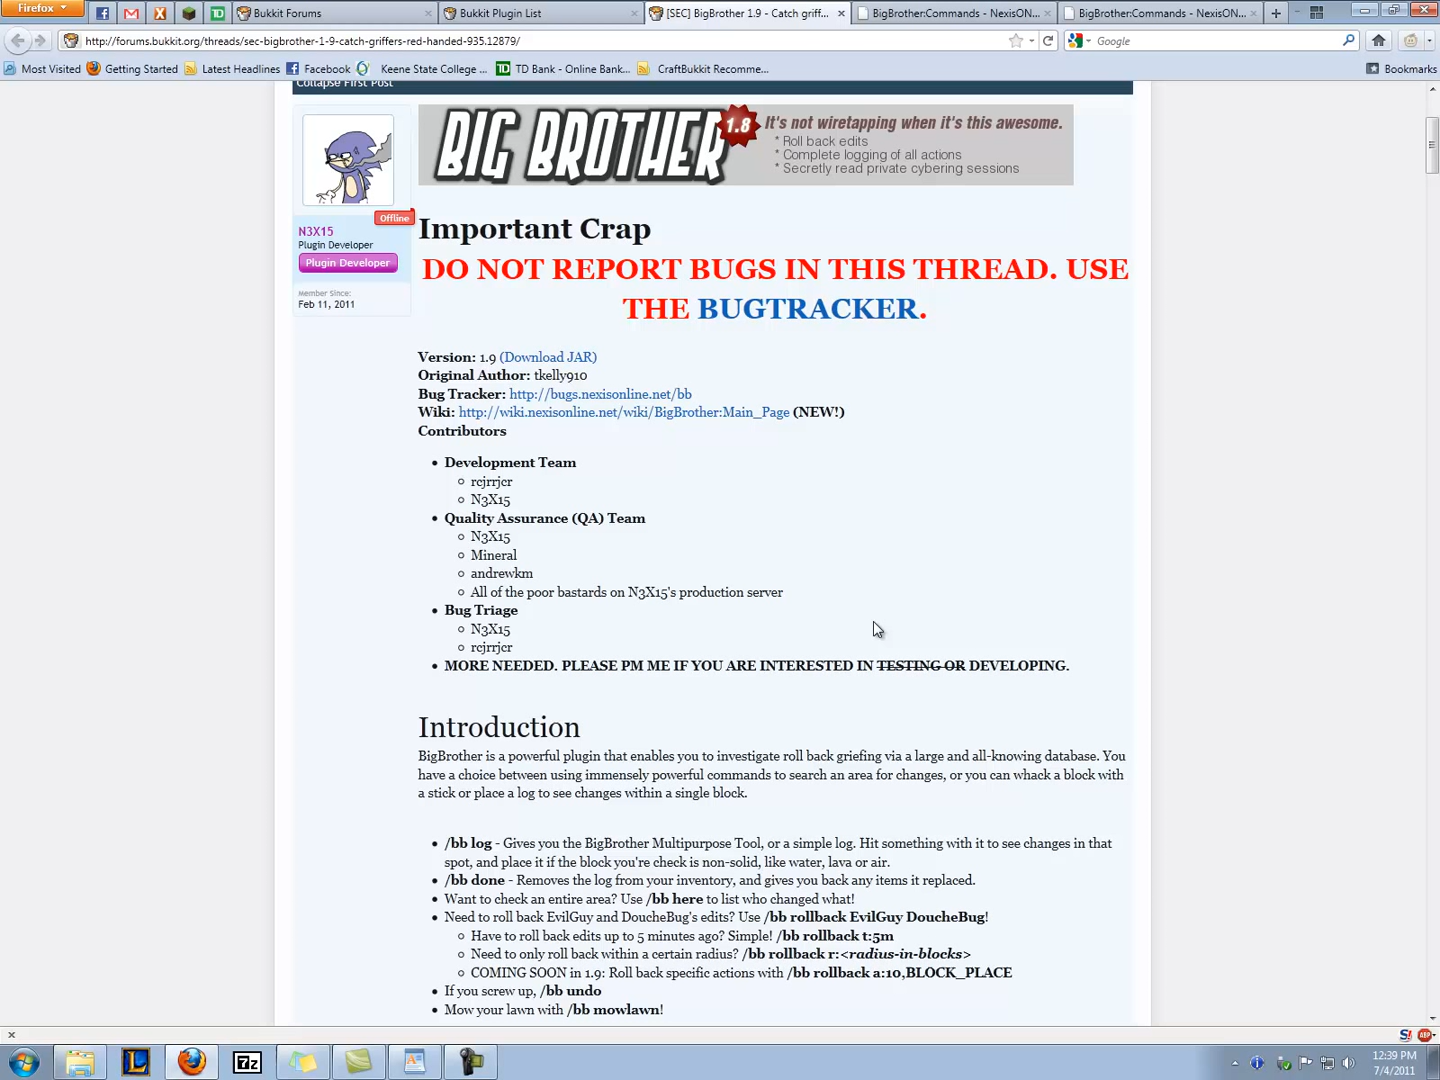 Firefox
Bukkit Forums
Bukkit Plugin List
[SEC] BigBrother 1.9 - Catch griff...
BigBrother:Commands - NexisON...
BigBrother:Commands - NexisON...
http://forums.bukkit.org/threads/sec-bigbrother-1-9-catch-griffers-red-handed-935.12879/
Google
Most Visited
Getting Started
Latest Headlines
Facebook
Keene State College ...
TD Bank - Online Bank...
CraftBukkit Recomme...
Bookmarks
Collapse First Post
BIG BROTHER
1.8
It's not wiretapping when it's this awesome.
* Roll back edits
* Complete logging of all actions
* Secretly read private cybering sessions
Offline
N3X15
Plugin Developer
Plugin Developer
Member Since:
Feb 11, 2011
Important Crap
DO NOT REPORT BUGS IN THIS THREAD. USE
THE BUGTRACKER.
Version: 1.9 (Download JAR)
Original Author: tkelly910
Bug Tracker: http://bugs.nexisonline.net/bb
Wiki: http://wiki.nexisonline.net/wiki/BigBrother:Main_Page (NEW!)
Contributors
Development Team
rcjrrjcr
N3X15
Quality Assurance (QA) Team
N3X15
Mineral
andrewkm
All of the poor bastards on N3X15's production server
Bug Triage
N3X15
rcjrrjcr
MORE NEEDED. PLEASE PM ME IF YOU ARE INTERESTED IN TESTING OR DEVELOPING.
Introduction
BigBrother is a powerful plugin that enables you to investigate roll back griefing via a large and all-knowing database. You
have a choice between using immensely powerful commands to search an area for changes, or you can whack a block with
a stick or place a log to see changes within a single block.
/bb log - Gives you the BigBrother Multipurpose Tool, or a simple log. Hit something with it to see changes in that
spot, and place it if the block you're check is non-solid, like water, lava or air.
/bb done - Removes the log from your inventory, and gives you back any items it replaced.
Want to check an entire area? Use /bb here to list who changed what!
Need to roll back EvilGuy and DoucheBug's edits? Use /bb rollback EvilGuy DoucheBug!
Have to roll back edits up to 5 minutes ago? Simple! /bb rollback t:5m
Need to only roll back within a certain radius? /bb rollback r:<radius-in-blocks>
COMING SOON in 1.9: Roll back specific actions with /bb rollback a:10,BLOCK_PLACE
If you screw up, /bb undo
Mow your lawn with /bb mowlawn!
12:39 PM
7/4/2011